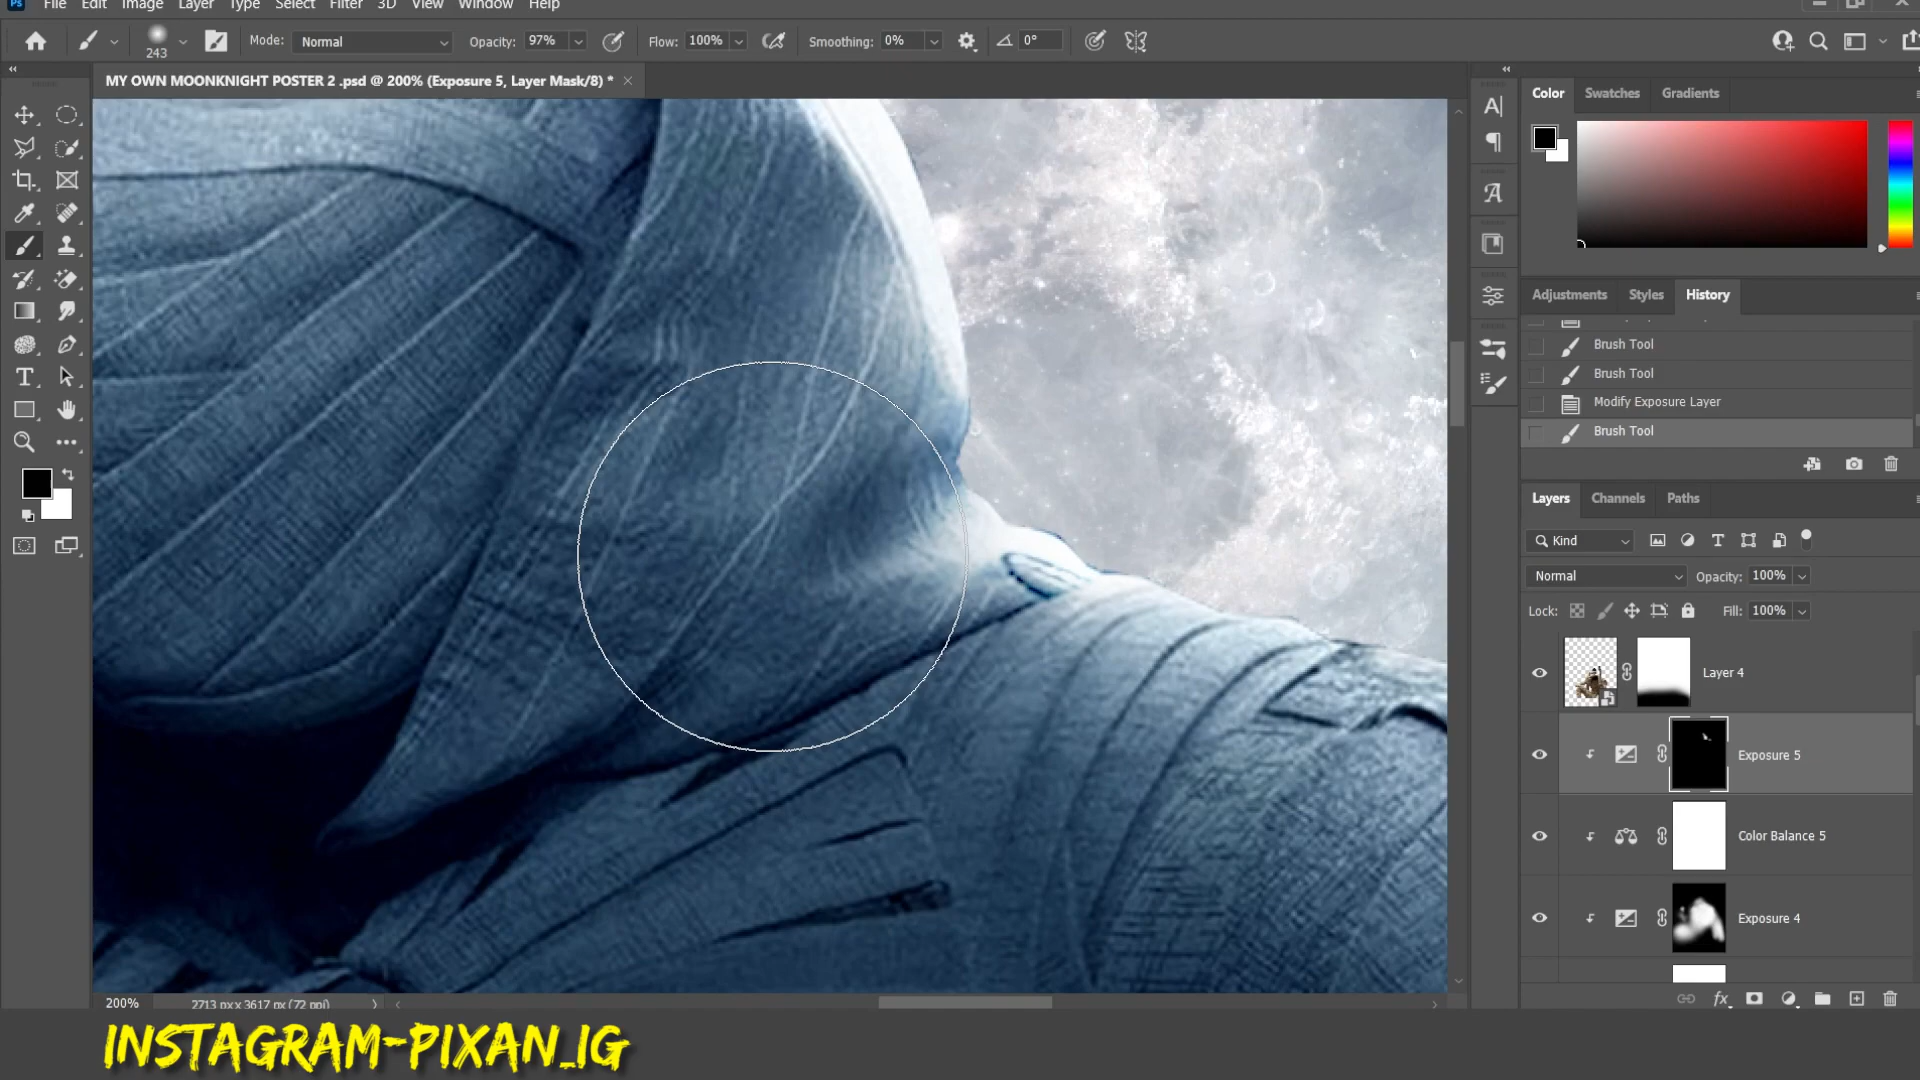 Ps File Edit Image Layer Type Select Filter 3D View Window Help
243 Mode: Normal Opacity: 97% Flow: 100% Smoothing: 0% 0°
MY OWN MOONKNIGHT POSTER 2 .psd @ 200% (Exposure 5, Layer Mask/8) *
Color Swatches Gradients
Adjustments Styles History
Brush Tool
Brush Tool
Modify Exposure Layer
Brush Tool
Layers Channels Paths
Kind
Normal Opacity: 100%
Lock: Fill: 100%
Layer 4
Exposure 5
Color Balance 5
Exposure 4
200% 2713 px x 3617 px (72 ppi)
INSTAGRAM-PIXAN_IG